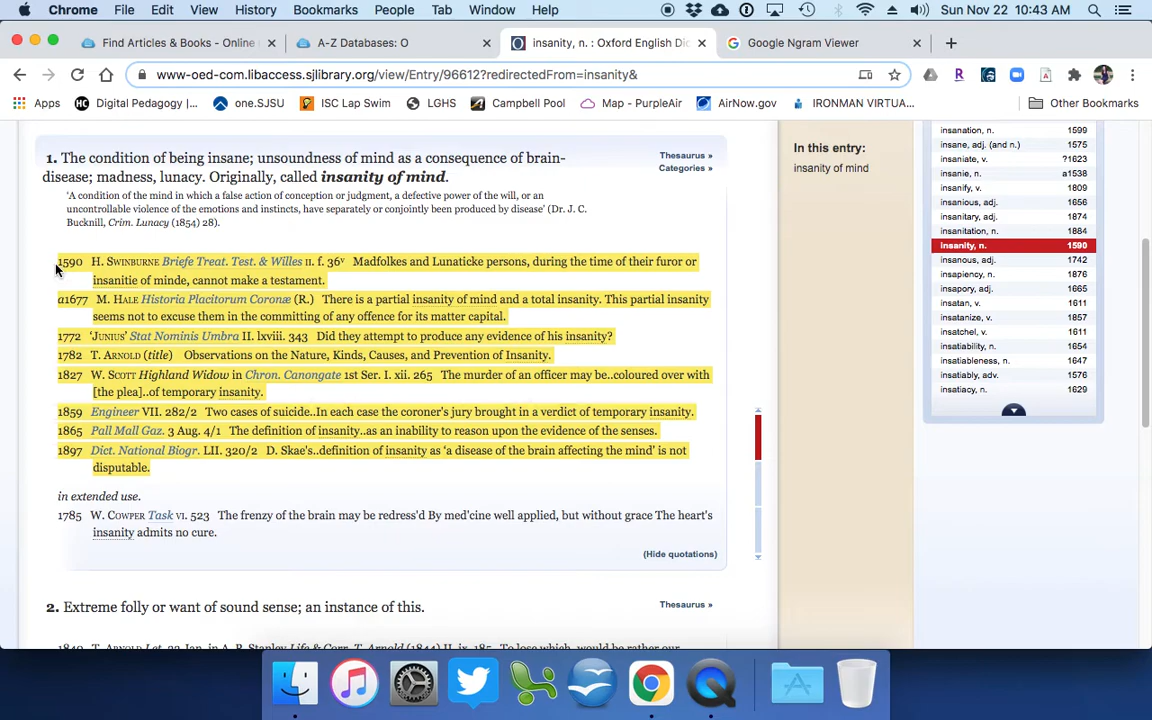 Chrome File Edit View History Bookmarks People Tab Window Help Sun Nov 22 10:43 AM
Find Articles & Books - Online × A-Z Databases: O × insanity, n. : Oxford English Dic × Google Ngram Viewer × +
www-oed-com.libaccess.sjlibrary.org/view/Entry/96612?redirectedFrom=insanity&
Apps Digital Pedagogy |... one.SJSU ISC Lap Swim LGHS Campbell Pool Map - PurpleAir AirNow.gov IRONMAN VIRTUA... Other Bookmarks
1. The condition of being insane; unsoundness of mind as a consequence of brain-
disease; madness, lunacy. Originally, called insanity of mind.
Thesaurus »
Categories »
‘A condition of the mind in which a false action of conception or judgment, a defective power of the will, or an
uncontrollable violence of the emotions and instincts, have separately or conjointly been produced by disease’ (Dr. J. C.
Bucknill, Crim. Lunacy (1854) 28).
1590 H. Swinburne Briefe Treat. Test. & Willes ii. f. 36ᵛ Madfolkes and Lunaticke persons, during the time of their furor or
insanitie of minde, cannot make a testament.
a1677 M. Hale Historia Placitorum Coronæ (R.) There is a partial insanity of mind and a total insanity. This partial insanity
seems not to excuse them in the committing of any offence for its matter capital.
1772 ‘Junius’ Stat Nominis Umbra II. lxviii. 343 Did they attempt to produce any evidence of his insanity?
1782 T. Arnold (title) Observations on the Nature, Kinds, Causes, and Prevention of Insanity.
1827 W. Scott Highland Widow in Chron. Canongate 1st Ser. I. xii. 265 The murder of an officer may be..coloured over with
[the plea]..of temporary insanity.
1859 Engineer VII. 282/2 Two cases of suicide..In each case the coroner's jury brought in a verdict of temporary insanity.
1865 Pall Mall Gaz. 3 Aug. 4/1 The definition of insanity..as an inability to reason upon the evidence of the senses.
1897 Dict. National Biogr. LII. 320/2 D. Skae's..definition of insanity as ‘a disease of the brain affecting the mind’ is not
disputable.
in extended use.
1785 W. Cowper Task vi. 523 The frenzy of the brain may be redress'd By med'cine well applied, but without grace The heart's
insanity admits no cure.
(Hide quotations)
2. Extreme folly or want of sound sense; an instance of this.
Thesaurus »
In this entry:
insanity of mind
insanation, n. 1599
insane, adj. (and n.) 1575
insaniate, v. ?1623
insanie, n. a1538
insanify, v. 1809
insanious, adj. 1656
insanitary, adj. 1874
insanitation, n. 1884
insanity, n. 1590
insanous, adj. 1742
insapiency, n. 1876
insapory, adj. 1665
insatan, v. 1611
insatanize, v. 1857
insatchel, v. 1611
insatiability, n. 1654
insatiableness, n. 1647
insatiably, adv. 1576
insatiacy, n. 1629